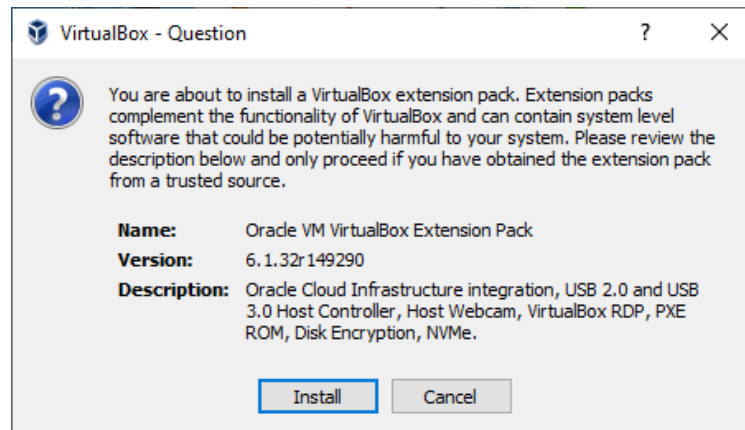 VirtualBox - Question
You are about to install a VirtualBox extension pack. Extension packs
complement the functionality of VirtualBox and can contain system level
software that could be potentially harmful to your system. Please review the
description below and only proceed if you have obtained the extension pack
from a trusted source.
Name: Oracle VM VirtualBox Extension Pack
Version: 6.1.32r149290
Description: Oracle Cloud Infrastructure integration, USB 2.0 and USB
3.0 Host Controller, Host Webcam, VirtualBox RDP, PXE
ROM, Disk Encryption, NVMe.
Install Cancel